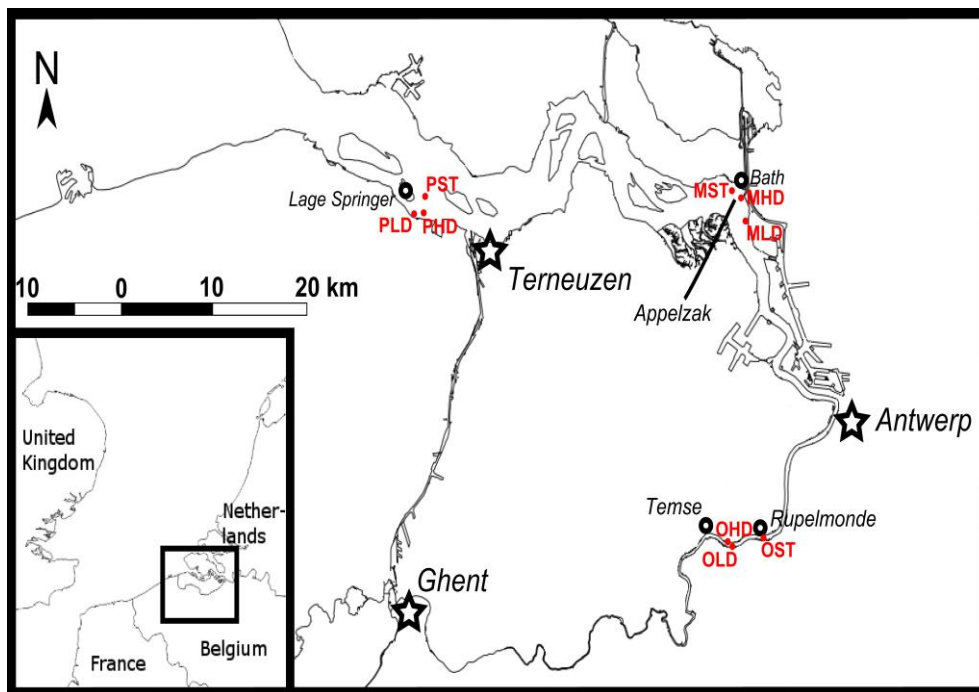 N
Lage Springer
PST
PLD
PHD
Terneuzen
10
0
10
20 km
MST
Bath
MHD
MLD
Appelzak
Antwerp
Temse
OHD
Rupelmonde
OLD
OST
Ghent
United
Kingdom
Nether-
lands
Belgium
France